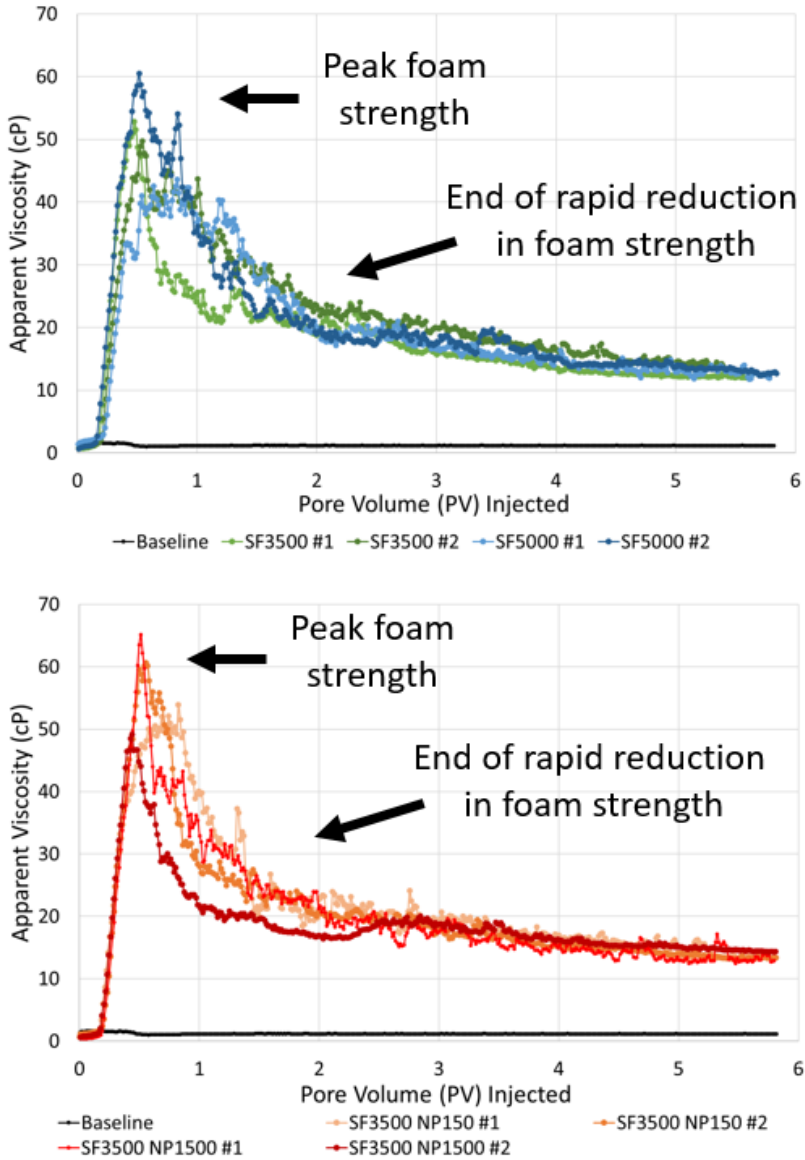 70
60
50
40
30
20
10
0
Apparent Viscosity (cP)
Peak foam
strength
End of rapid reduction
in foam strength
0 1 2 3 4 5 6
Pore Volume (PV) Injected
Baseline SF3500 #1 SF3500 #2 SF5000 #1 SF5000 #2
70
60
50
40
30
20
10
0
Apparent Viscosity (cP)
Peak foam
strength
End of rapid reduction
in foam strength
0 1 2 3 4 5 6
Pore Volume (PV) Injected
Baseline SF3500 NP150 #1 SF3500 NP150 #2
SF3500 NP1500 #1 SF3500 NP1500 #2